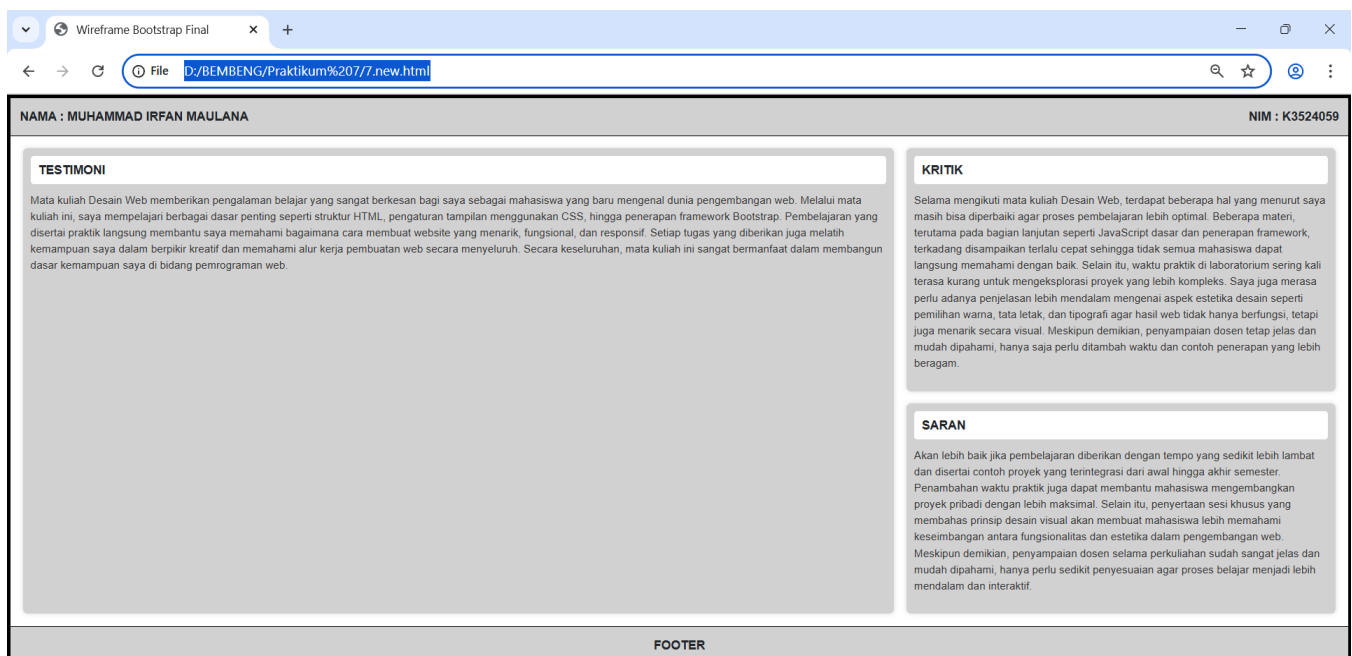 Wireframe Bootstrap Final
File D:/BEMBENG/Praktikum%207/7.new.html
NAMA : MUHAMMAD IRFAN MAULANA
NIM : K3524059
TESTIMONI
Mata kuliah Desain Web memberikan pengalaman belajar yang sangat berkesan bagi saya sebagai mahasiswa yang baru mengenal dunia pengembangan web. Melalui mata
kuliah ini, saya mempelajari berbagai dasar penting seperti struktur HTML, pengaturan tampilan menggunakan CSS, hingga penerapan framework Bootstrap. Pembelajaran yang
disertai praktik langsung membantu saya memahami bagaimana cara membuat website yang menarik, fungsional, dan responsif. Setiap tugas yang diberikan juga melatih
kemampuan saya dalam berpikir kreatif dan memahami alur kerja pembuatan web secara menyeluruh. Secara keseluruhan, mata kuliah ini sangat bermanfaat dalam membangun
dasar kemampuan saya di bidang pemrograman web.
KRITIK
Selama mengikuti mata kuliah Desain Web, terdapat beberapa hal yang menurut saya
masih bisa diperbaiki agar proses pembelajaran lebih optimal. Beberapa materi,
terutama pada bagian lanjutan seperti JavaScript dasar dan penerapan framework,
terkadang disampaikan terlalu cepat sehingga tidak semua mahasiswa dapat
langsung memahami dengan baik. Selain itu, waktu praktik di laboratorium sering kali
terasa kurang untuk mengeksplorasi proyek yang lebih kompleks. Saya juga merasa
perlu adanya penjelasan lebih mendalam mengenai aspek estetika desain seperti
pemilihan warna, tata letak, dan tipografi agar hasil web tidak hanya berfungsi, tetapi
juga menarik secara visual. Meskipun demikian, penyampaian dosen tetap jelas dan
mudah dipahami, hanya saja perlu ditambah waktu dan contoh penerapan yang lebih
beragam.
SARAN
Akan lebih baik jika pembelajaran diberikan dengan tempo yang sedikit lebih lambat
dan disertai contoh proyek yang terintegrasi dari awal hingga akhir semester.
Penambahan waktu praktik juga dapat membantu mahasiswa mengembangkan
proyek pribadi dengan lebih maksimal. Selain itu, penyertaan sesi khusus yang
membahas prinsip desain visual akan membuat mahasiswa lebih memahami
keseimbangan antara fungsionalitas dan estetika dalam pengembangan web.
Meskipun demikian, penyampaian dosen selama perkuliahan sudah sangat jelas dan
mudah dipahami, hanya perlu sedikit penyesuaian agar proses belajar menjadi lebih
mendalam dan interaktif.
FOOTER